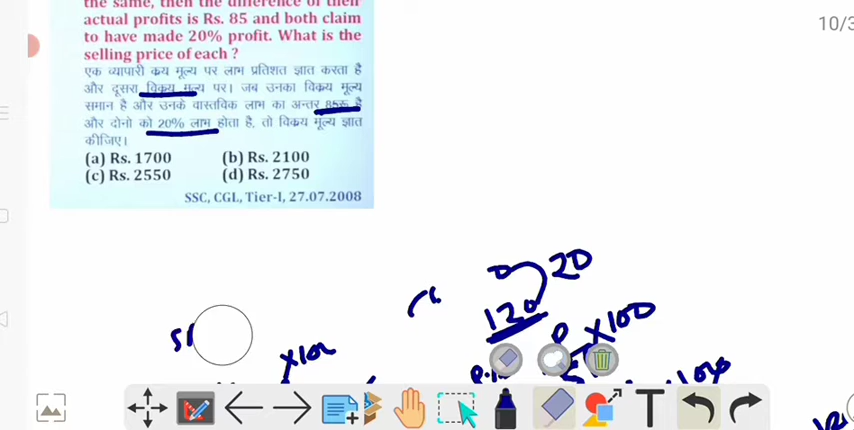 the same, then the difference of their
actual profits is Rs. 85 and both claim
to have made 20% profit. What is the
selling price of each ?
एक व्यापारी क्रय मूल्य पर लाभ प्रतिशत ज्ञात करता है
और दूसरा विक्रय मूल्य पर। जब उनका विक्रय मूल्य
समान है और उनके वास्तविक लाभ का अन्तर 85रू है
और दोनो को 20% लाभ होता है, तो विक्रय मूल्य ज्ञात
कीजिए।
(a) Rs. 1700 (b) Rs. 2100
(c) Rs. 2550 (d) Rs. 2750
SSC, CGL, Tier-I, 27.07.2008
10/3
20
120
X100
T